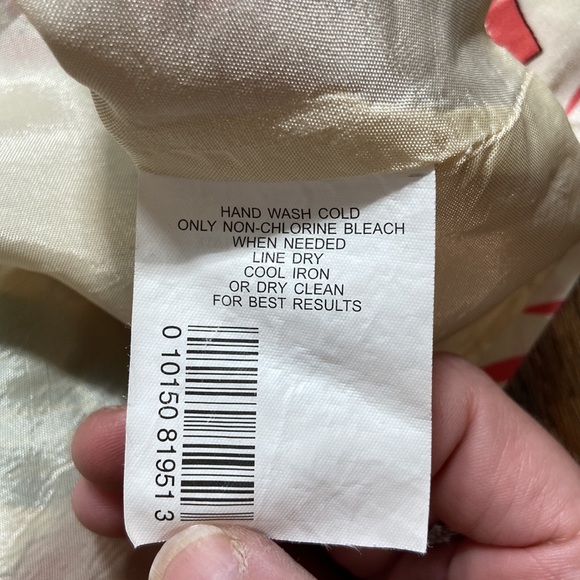 HAND WASH COLD
ONLY NON-CHLORINE BLEACH
WHEN NEEDED
LINE DRY
COOL IRON
OR DRY CLEAN
FOR BEST RESULTS
0 10150 81951 3